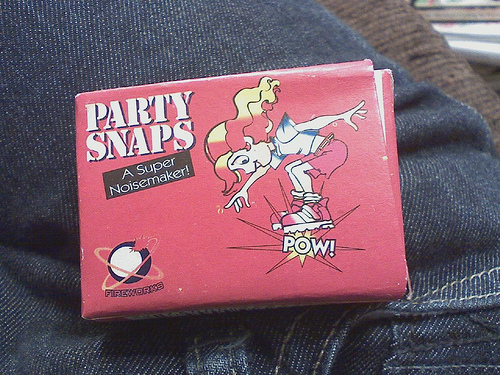 PARTY
SNAPS
A Super
Noisemaker!
POW!
FIREWORKS